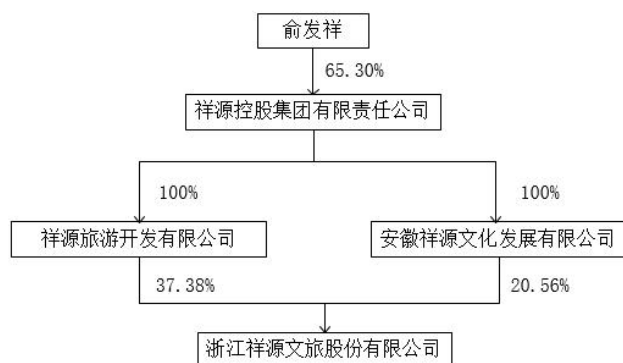 俞发祥
65.30%
祥源控股集团有限责任公司
100%
100%
祥源旅游开发有限公司
安徽祥源文化发展有限公司
37.38%
20.56%
浙江祥源文旅股份有限公司